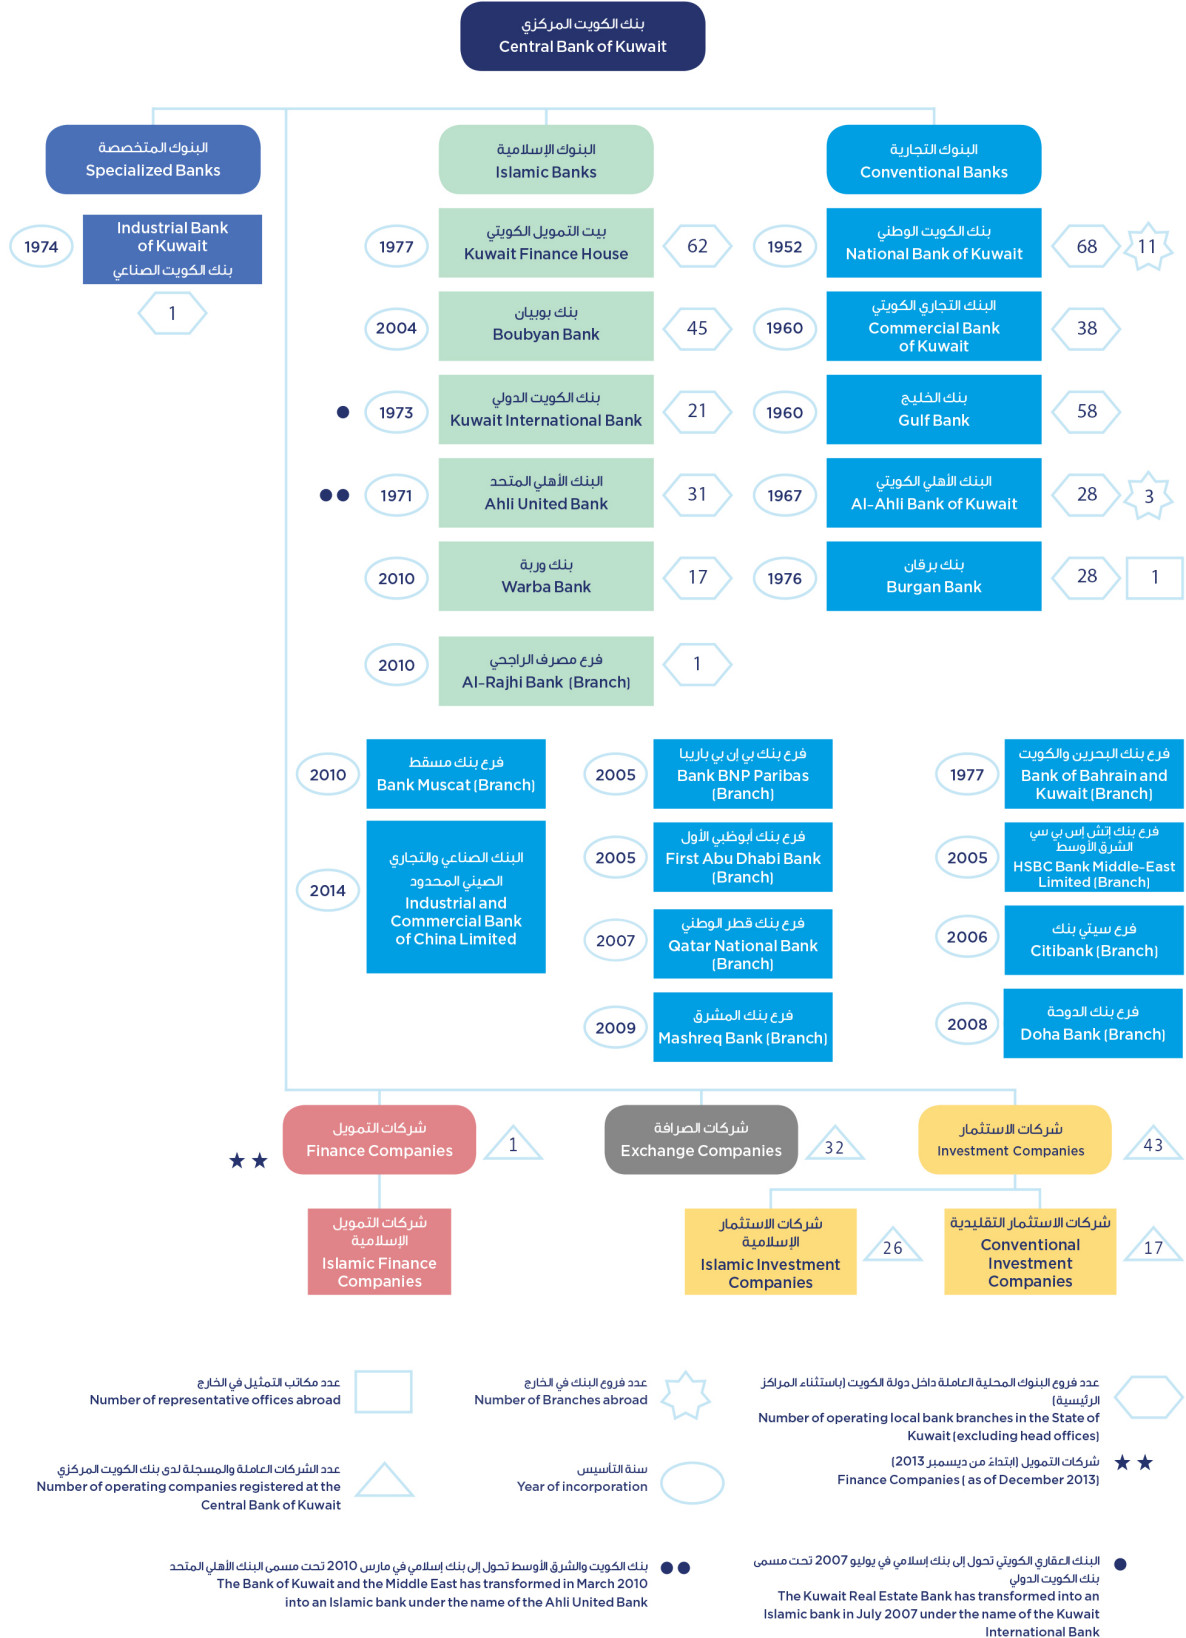 بنك الكويت المركزي
Central Bank of Kuwait
البنوك المتخصصة
Specialized Banks
البنوك الإسلامية
Islamic Banks
البنوك التجارية
Conventional Banks
1974
Industrial Bank
of Kuwait
بنك الكويت الصناعي
1
1977
بيت التمويل الكويتي
Kuwait Finance House
62
1952
بنك الكويت الوطني
National Bank of Kuwait
68
11
2004
بنك بوبيان
Boubyan Bank
45
1960
البنك التجاري الكويتي
Commercial Bank
of Kuwait
38
1973
بنك الكويت الدولي
Kuwait International Bank
21
1960
بنك الخليج
Gulf Bank
58
1971
البنك الأهلي المتحد
Ahli United Bank
31
1967
البنك الأهلي الكويتي
Al-Ahli Bank of Kuwait
28
3
2010
بنك وربة
Warba Bank
17
1976
بنك برقان
Burgan Bank
28
1
2010
فرع مصرف الراجحي
Al-Rajhi Bank (Branch)
1
2010
فرع بنك مسقط
Bank Muscat (Branch)
2005
فرع بنك بي إن بي باريبا
Bank BNP Paribas
(Branch)
1977
فرع بنك البحرين والكويت
Bank of Bahrain and
Kuwait (Branch)
2014
البنك الصناعي والتجاري
الصيني المحدود
Industrial and
Commercial Bank
of China Limited
2005
فرع بنك أبوظبي الأول
First Abu Dhabi Bank
(Branch)
2005
فرع بنك إتش إس بي سي
الشرق الأوسط
HSBC Bank Middle-East
Limited (Branch)
2007
فرع بنك قطر الوطني
Qatar National Bank
(Branch)
2006
فرع سيتي بنك
Citibank (Branch)
2009
فرع بنك المشرق
Mashreq Bank (Branch)
2008
فرع بنك الدوحة
Doha Bank (Branch)
شركات التمويل
Finance Companies
1
شركات الصرافة
Exchange Companies
32
شركات الاستثمار
Investment Companies
43
شركات التمويل
الإسلامية
Islamic Finance
Companies
شركات الاستثمار
الإسلامية
Islamic Investment
Companies
26
شركات الاستثمار التقليدية
Conventional
Investment
Companies
17
عدد مكاتب التمثيل في الخارج
Number of representative offices abroad
عدد فروع البنك في الخارج
Number of Branches abroad
عدد فروع البنوك المحلية العاملة داخل دولة الكويت (باستثناء المراكز
الرئيسية)
Number of operating local bank branches in the State of
Kuwait (excluding head offices)
عدد الشركات العاملة والمسجلة لدى بنك الكويت المركزي
Number of operating companies registered at the
Central Bank of Kuwait
سنة التأسيس
Year of incorporation
شركات التمويل (ابتداءً من ديسمبر 2013)
Finance Companies ( as of December 2013)
بنك الكويت والشرق الأوسط تحول إلى بنك إسلامي في مارس 2010 تحت مسمى البنك الأهلي المتحد
The Bank of Kuwait and the Middle East has transformed in March 2010
into an Islamic bank under the name of the Ahli United Bank
البنك العقاري الكويتي تحول إلى بنك إسلامي في يوليو 2007 تحت مسمى
بنك الكويت الدولي
The Kuwait Real Estate Bank has transformed into an
Islamic bank in July 2007 under the name of the Kuwait
International Bank